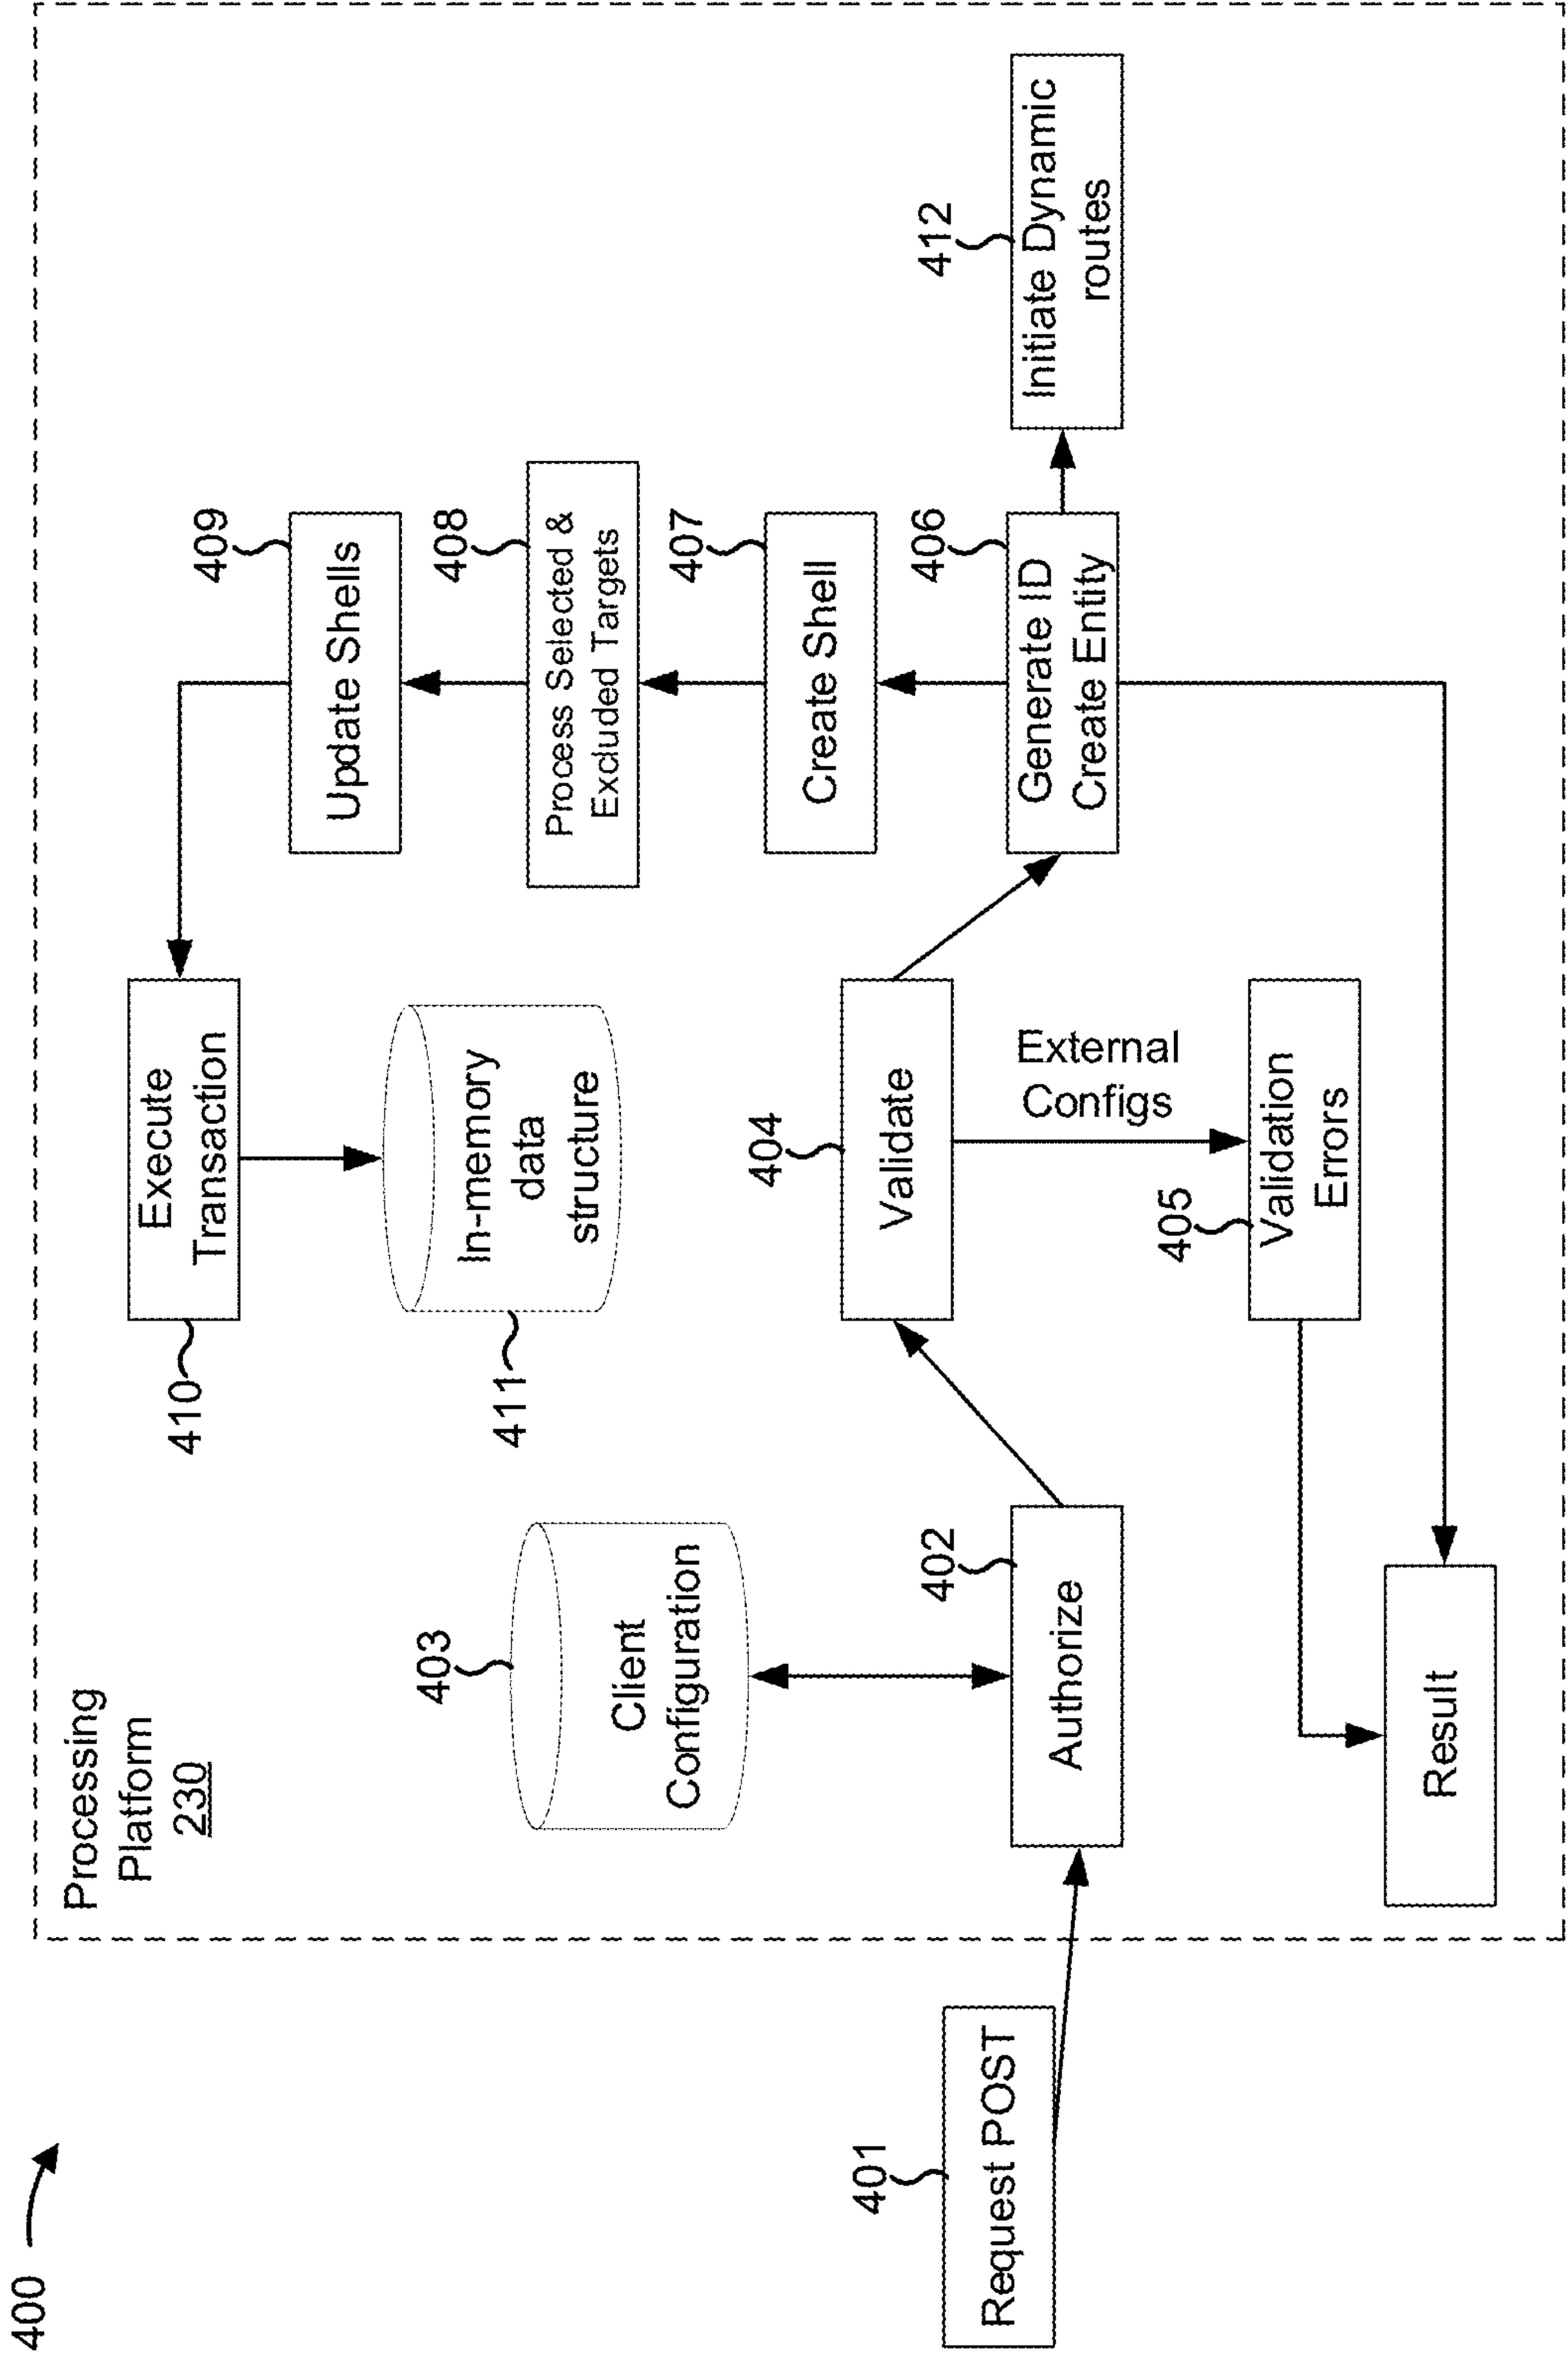 400
Processing
Platform
230
401
Request POST
403
Client
Configuration
402
Authorize
Result
410
Execute
Transaction
411
In-memory
data
structure
404
Validate
External
Configs
405
Validation
Errors
409
Update Shells
408
Process Selected &
Excluded Targets
407
Create Shell
406
Generate ID
Create Entity
412
Initiate Dynamic
routes